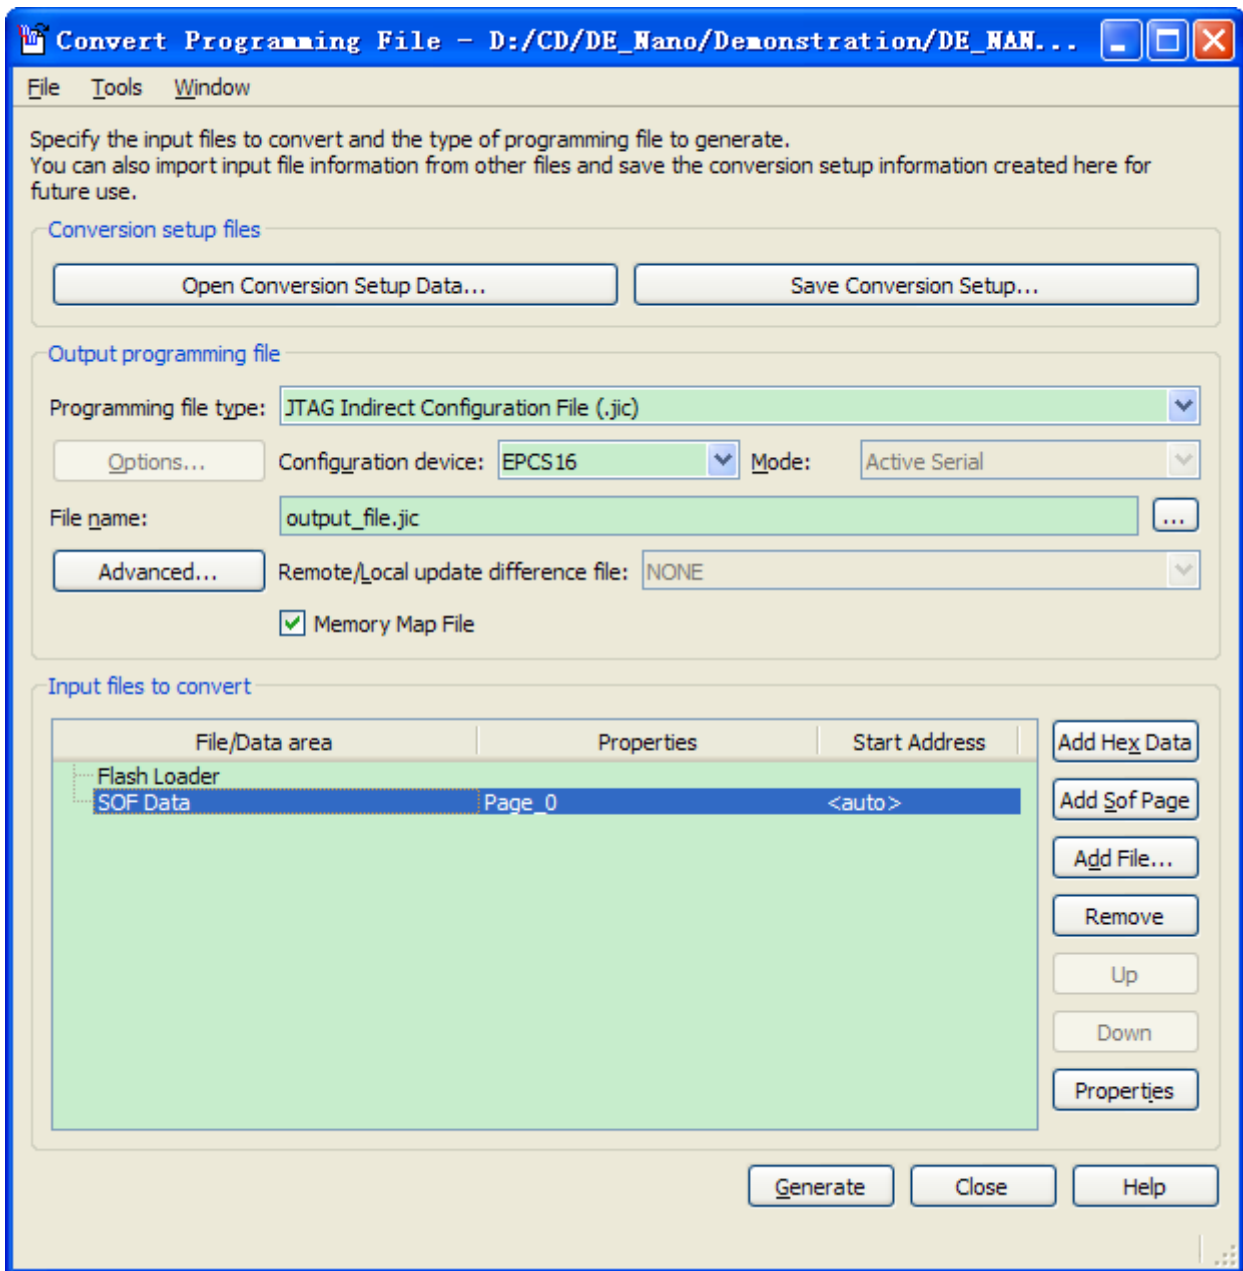 Convert Programming File - D:/CD/DE_Nano/Demonstration/DE_NAN...
File Tools Window
Specify the input files to convert and the type of programming file to generate.
You can also import input file information from other files and save the conversion setup information created here for
future use.
Conversion setup files
Open Conversion Setup Data... Save Conversion Setup...
Output programming file
Programming file type: JTAG Indirect Configuration File (.jic)
Options... Configuration device: EPCS16 Mode: Active Serial
File name: output_file.jic ...
Advanced... Remote/Local update difference file: NONE
Memory Map File
Input files to convert
File/Data area Properties Start Address Add Hex Data
Flash Loader
SOF Data Page_0 <auto> Add Sof Page
Add File...
Remove
Up
Down
Properties
Generate Close Help